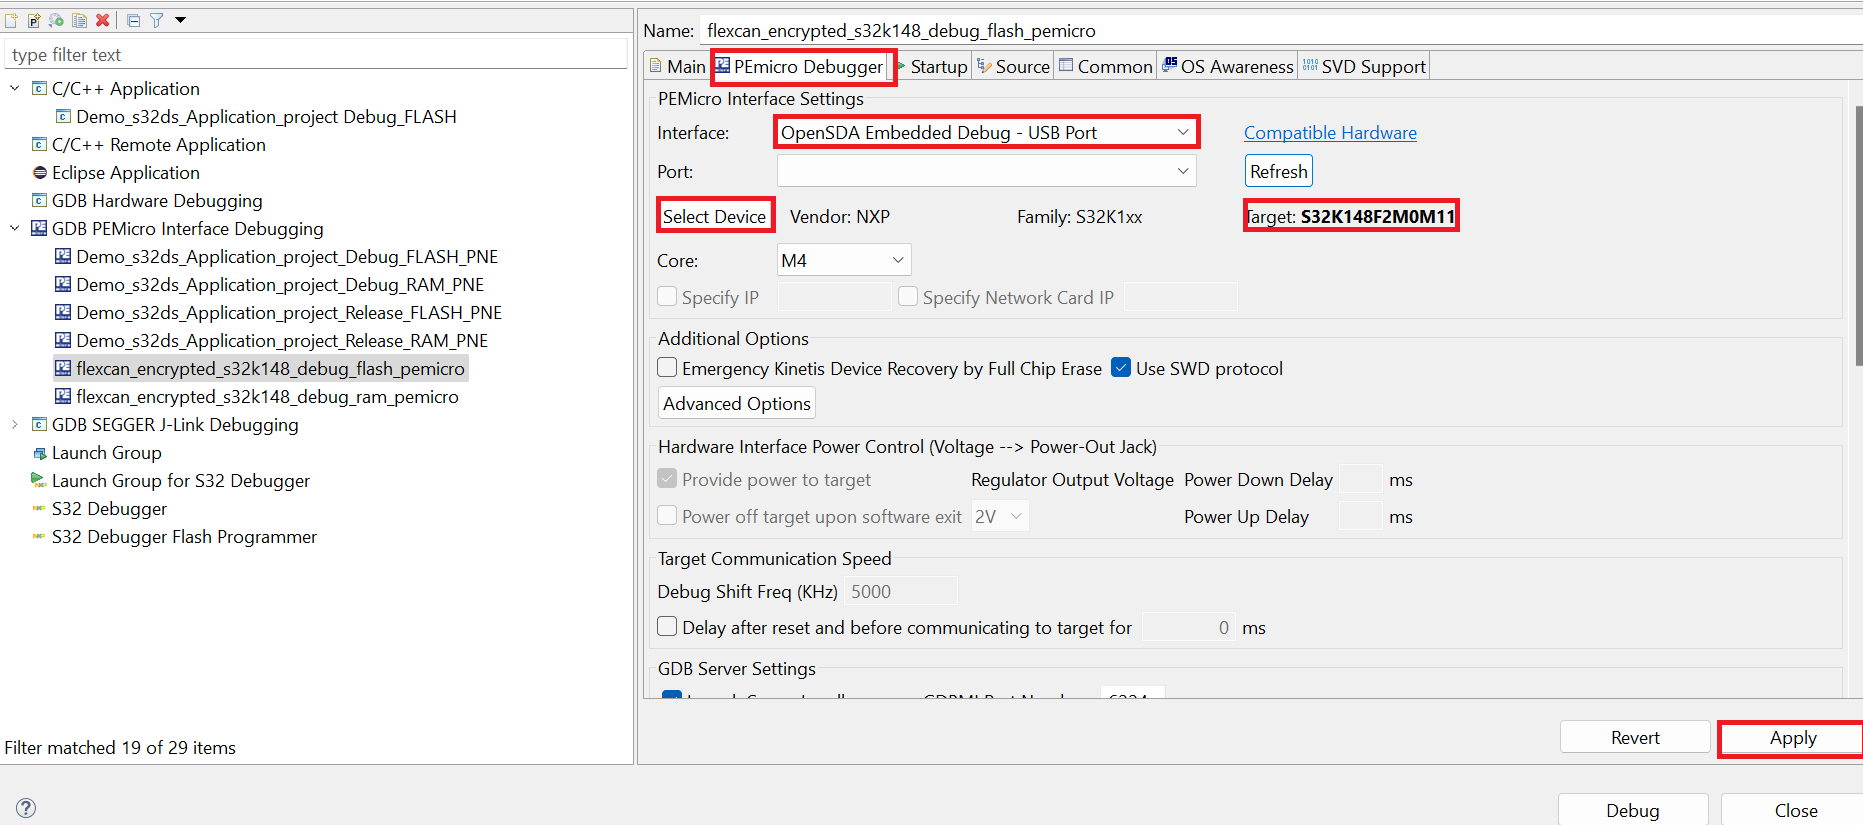 type filter text
C/C++ Application
Demo_s32ds_Application_project Debug_FLASH
C/C++ Remote Application
Eclipse Application
GDB Hardware Debugging
GDB PEMicro Interface Debugging
Demo_s32ds_Application_project_Debug_FLASH_PNE
Demo_s32ds_Application_project_Debug_RAM_PNE
Demo_s32ds_Application_project_Release_FLASH_PNE
Demo_s32ds_Application_project_Release_RAM_PNE
flexcan_encrypted_s32k148_debug_flash_pemicro
flexcan_encrypted_s32k148_debug_ram_pemicro
GDB SEGGER J-Link Debugging
Launch Group
Launch Group for S32 Debugger
S32 Debugger
S32 Debugger Flash Programmer
Filter matched 19 of 29 items
Name: flexcan_encrypted_s32k148_debug_flash_pemicro
Main PEmicro Debugger Startup Source Common OS Awareness SVD Support
PEMicro Interface Settings
Interface: OpenSDA Embedded Debug - USB Port Compatible Hardware
Port: Refresh
Select Device Vendor: NXP Family: S32K1xx Target: S32K148F2M0M11
Core: M4
Specify IP Specify Network Card IP
Additional Options
Emergency Kinetis Device Recovery by Full Chip Erase Use SWD protocol
Advanced Options
Hardware Interface Power Control (Voltage --> Power-Out Jack)
Provide power to target Regulator Output Voltage Power Down Delay ms
Power off target upon software exit 2V Power Up Delay ms
Target Communication Speed
Debug Shift Freq (KHz) 5000
Delay after reset and before communicating to target for 0 ms
GDB Server Settings
Revert Apply
Debug Close